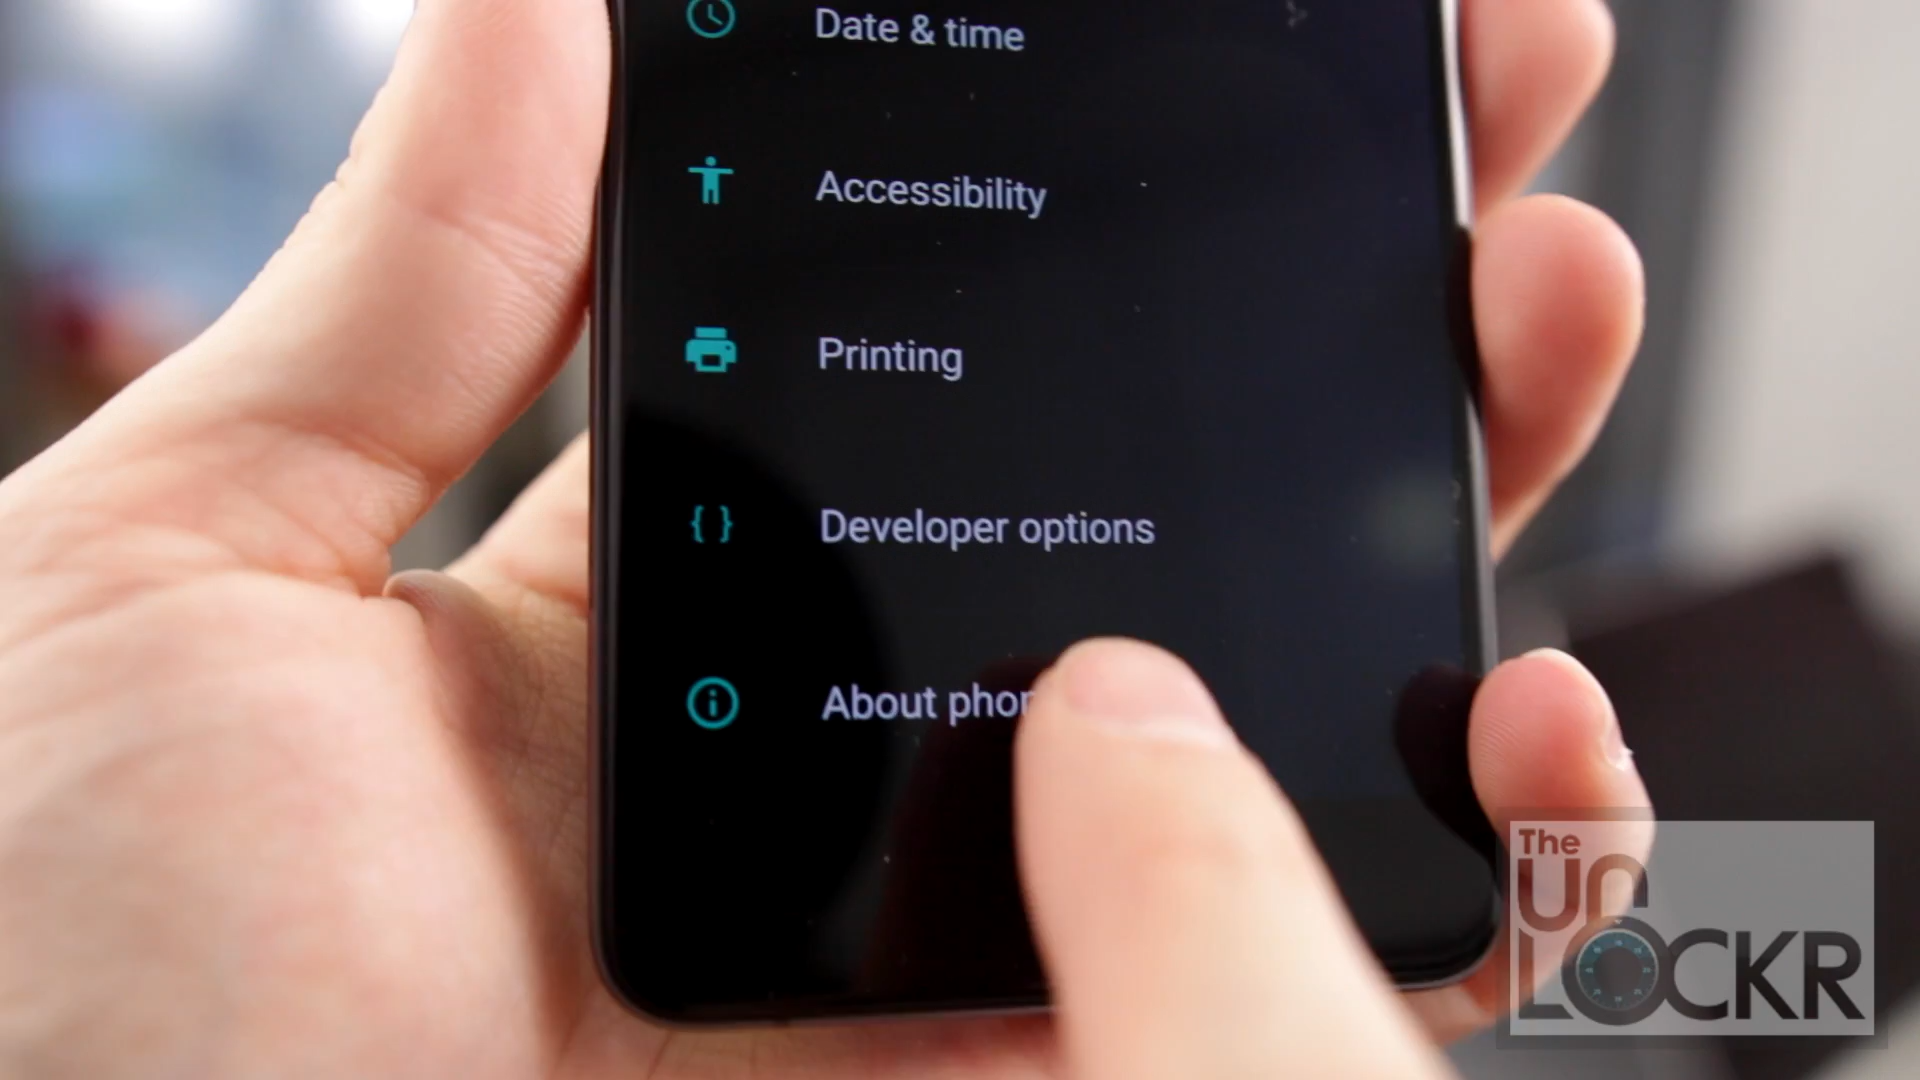 Date & time
Accessibility
Printing
{ } Developer options
About phon
The
Un
LOCKR